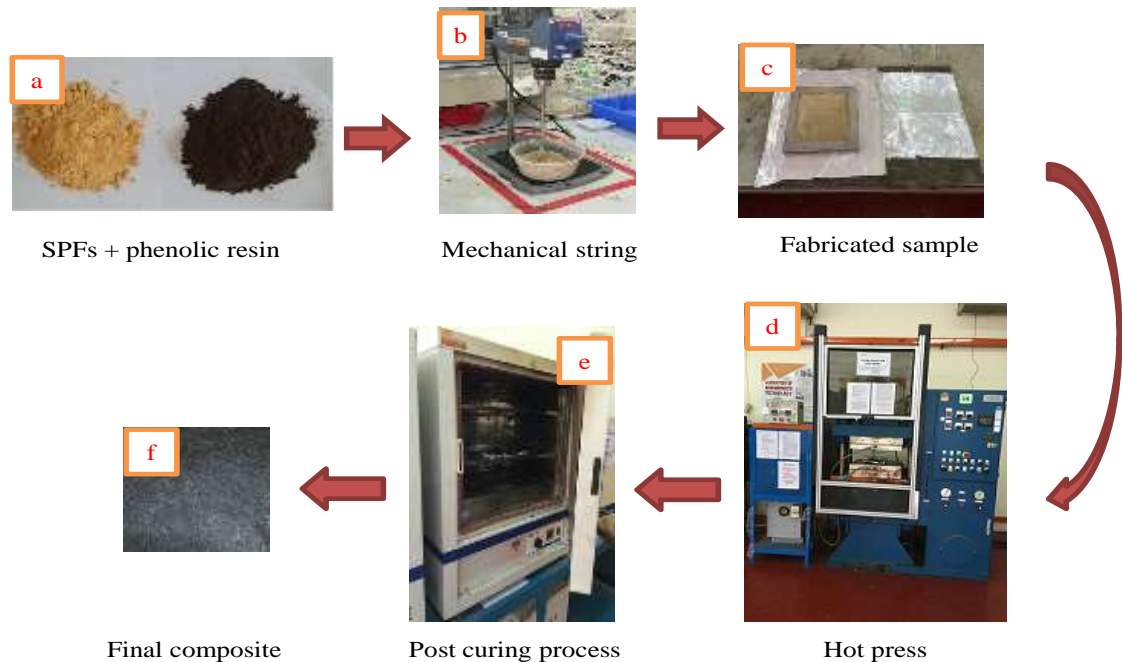 a
b
c
SPFs + phenolic resin
Mechanical string
Fabricated sample
d
e
f
Final composite
Post curing process
Hot press